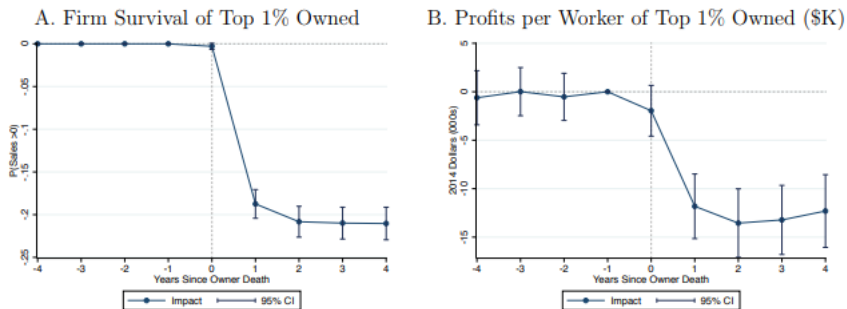 A. Firm Survival of Top 1% Owned
P(Sales >0)
0
-.05
-.1
-.15
-.2
-.25
-4 -3 -2 -1 0 1 2 3 4
Years Since Owner Death
Impact 95% CI
B. Profits per Worker of Top 1% Owned ($K)
2014 Dollars (000s)
5
0
-5
-10
-15
-4 -3 -2 -1 0 1 2 3 4
Years Since Owner Death
Impact 95% CI